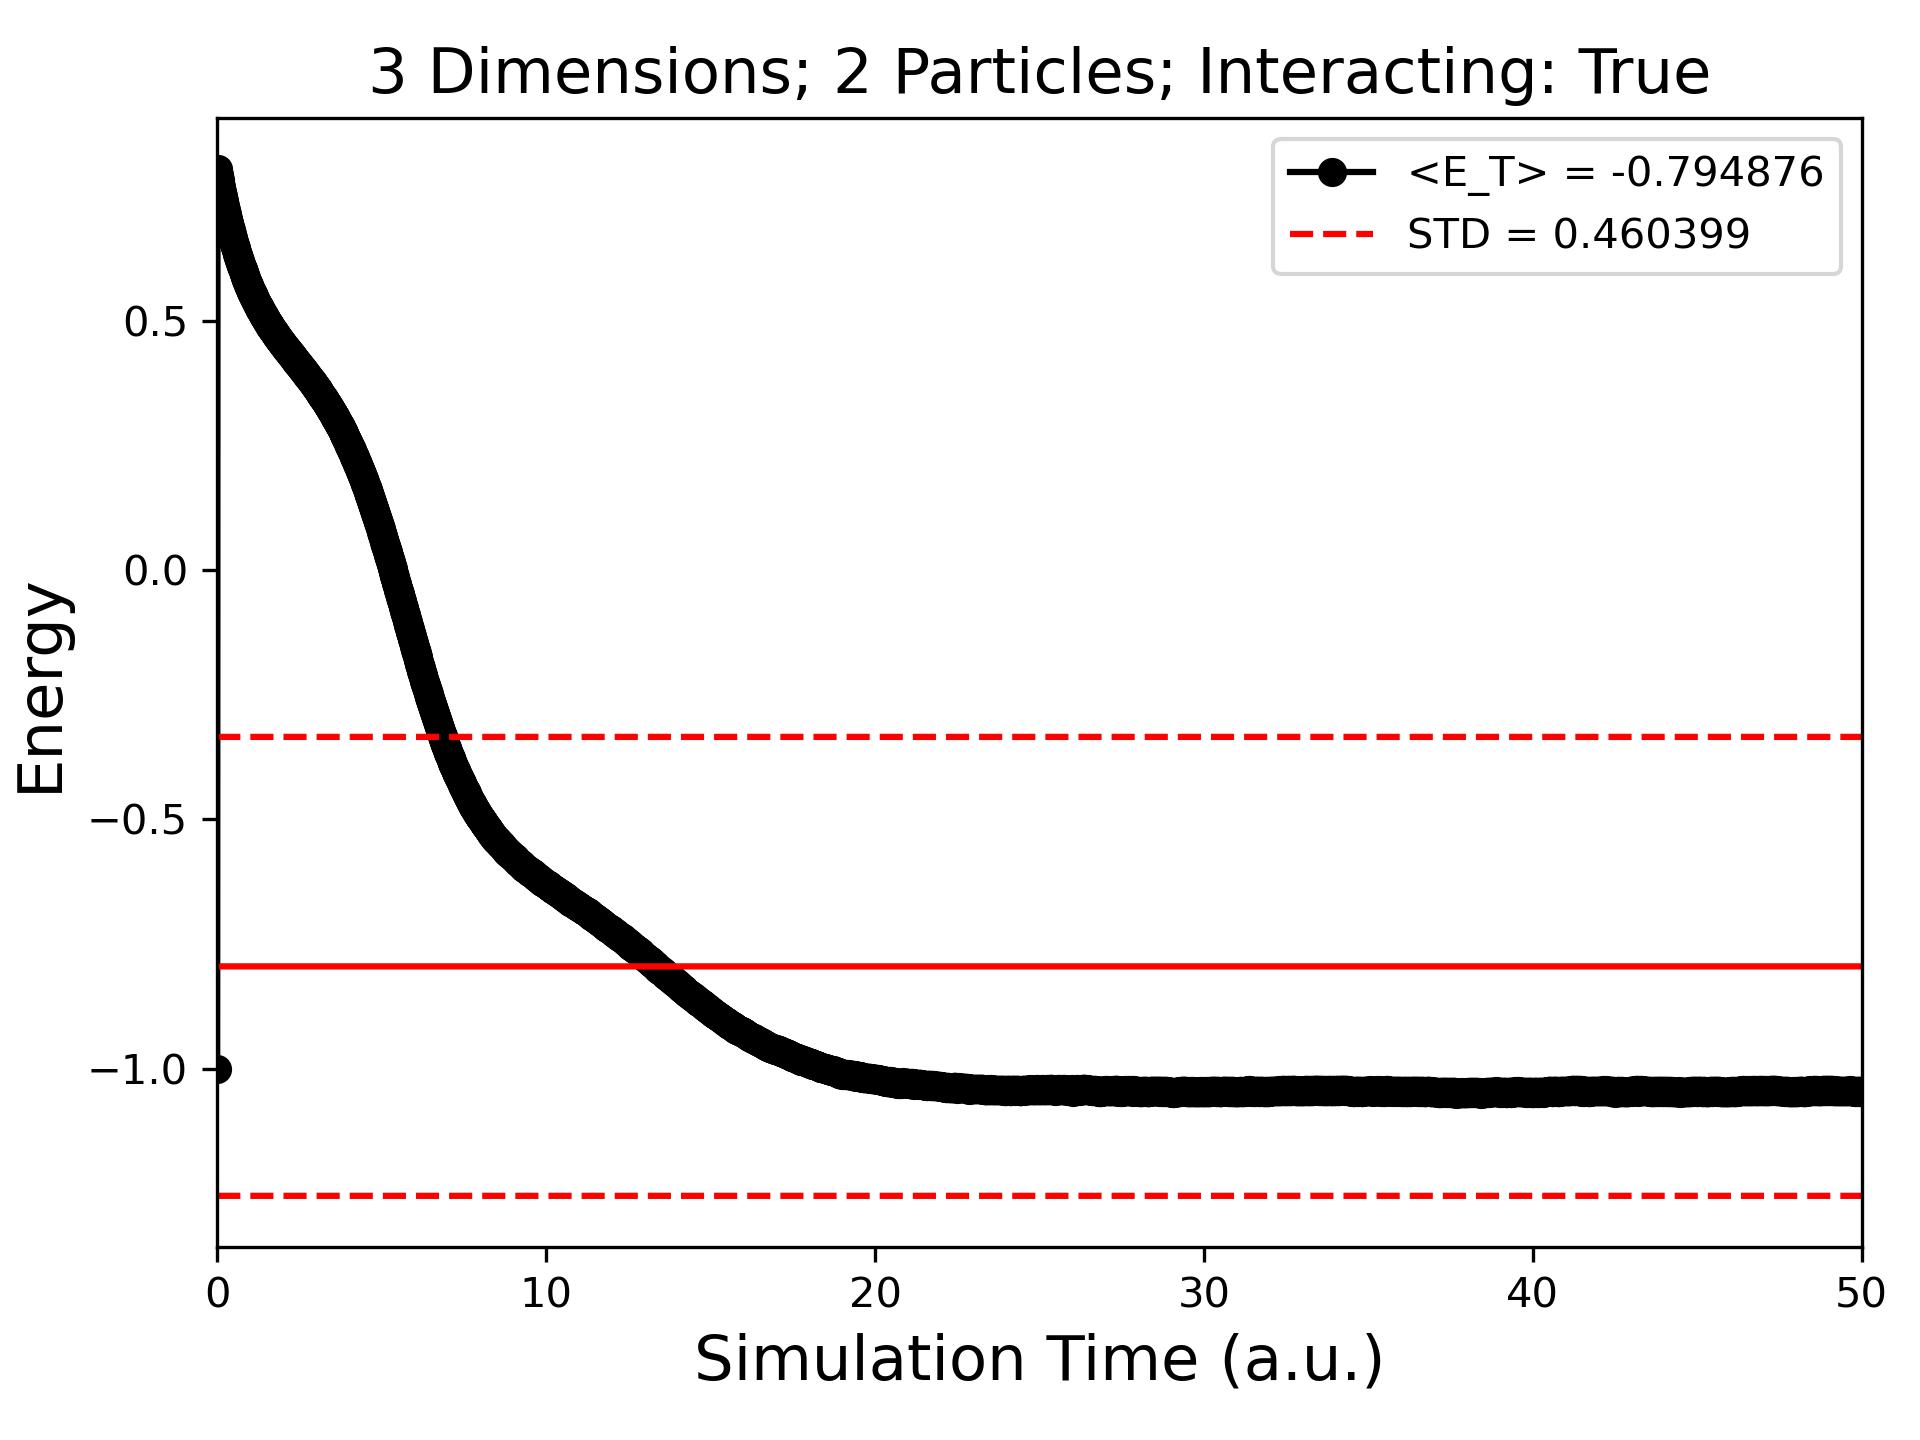 3 Dimensions; 2 Particles; Interacting: True
<E_T> = -0.794876
STD = 0.460399
Energy
0.5
0.0
−0.5
−1.0
0 10 20 30 40 50
Simulation Time (a.u.)